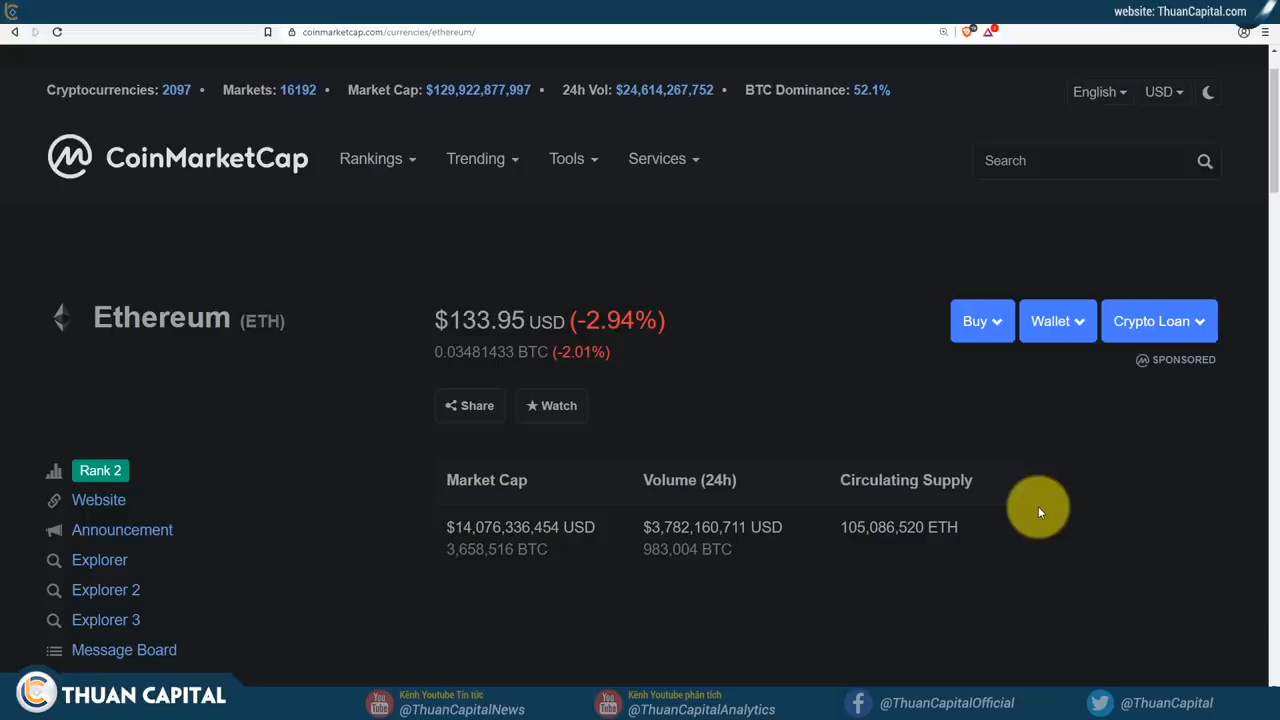 website: ThuanCapital.com
coinmarketcap.com/currencies/ethereum/
Cryptocurrencies: 2097 • Markets: 16192 • Market Cap: $129,922,877,997 • 24h Vol: $24,614,267,752 • BTC Dominance: 52.1%
English USD
CoinMarketCap Rankings Trending Tools Services Search
Ethereum (ETH) $133.95 USD (-2.94%) Buy Wallet Crypto Loan
0.03481433 BTC (-2.01%) SPONSORED
Share Watch
Rank 2 Market Cap Volume (24h) Circulating Supply
Website
Announcement $14,076,336,454 USD $3,782,160,711 USD 105,086,520 ETH
3,658,516 BTC 983,004 BTC
Explorer
Explorer 2
Explorer 3
Message Board
THUAN CAPITAL
Kênh Youtube Tin tức
@ThuanCapitalNews
Kênh Youtube phân tích
@ThuanCapitalAnalytics
@ThuanCapitalOfficial
@ThuanCapital